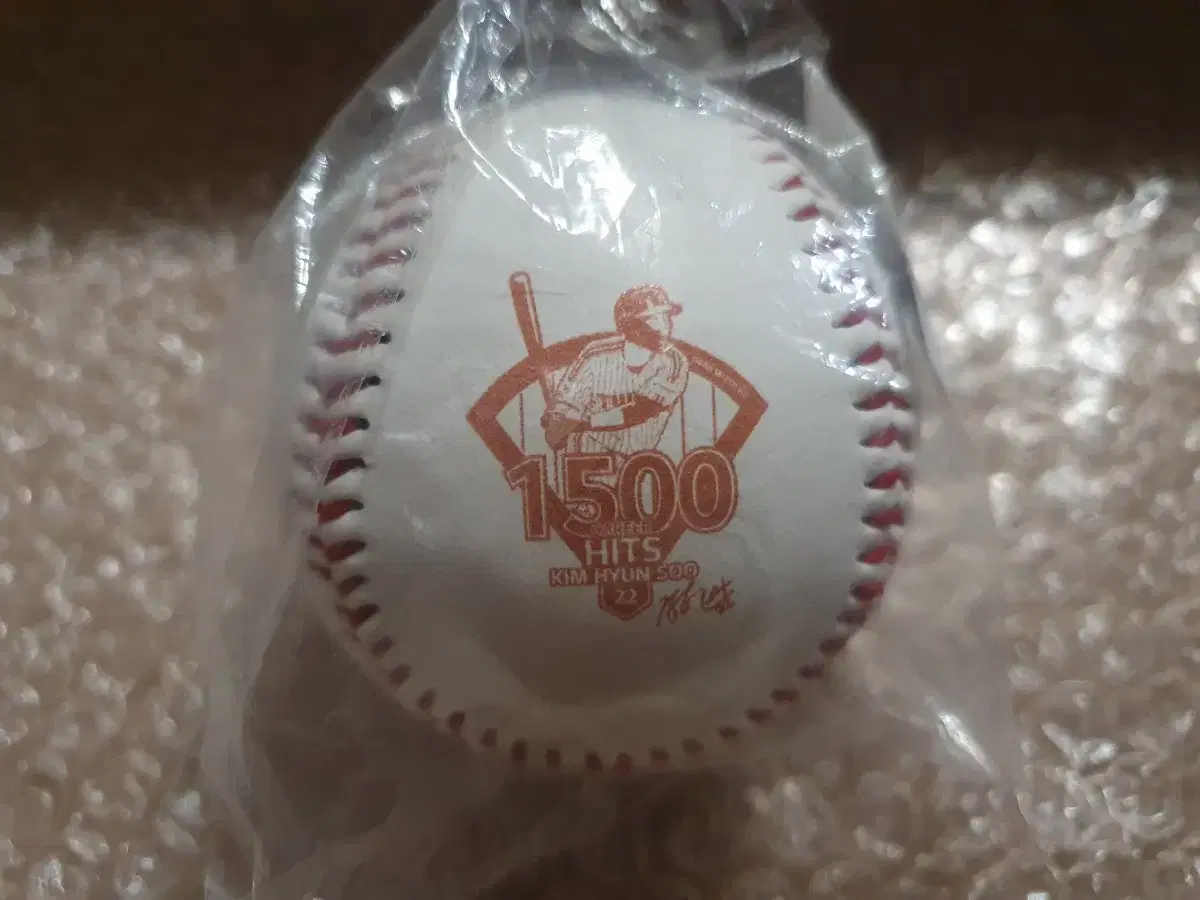 1500
CAREER
HITS
KIM HYUN SOO
22